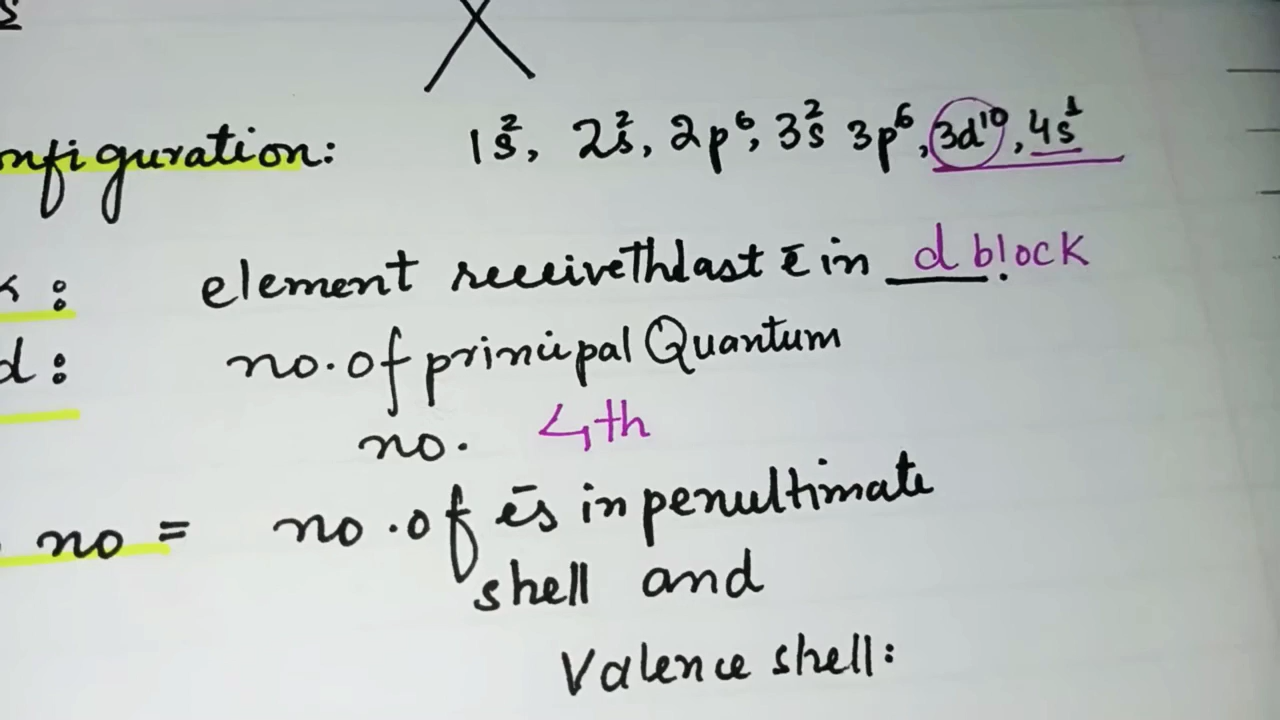 onfiguration: 1s², 2s², 2p⁶, 3s² 3p⁶, 3d¹⁰, 4s¹
: element receivethlast ē in d block
d: no. of principal Quantum
no. 4th
no = no. of ēs in penultimate
shell and
Valence shell: